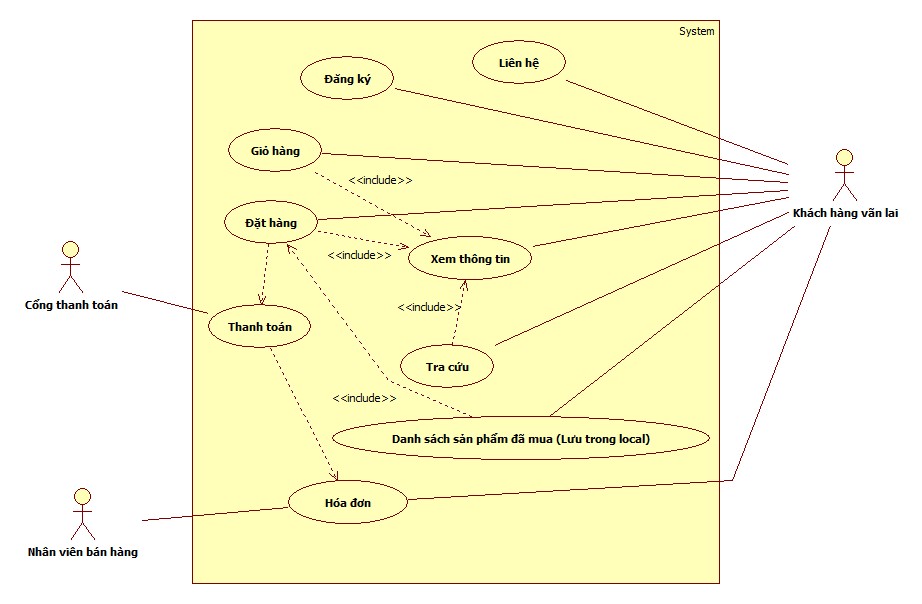 System
Liên hệ
Đăng ký
Giỏ hàng
<<include>>
Khách hàng vãn lai
Đặt hàng
<<include>>
Xem thông tin
Cổng thanh toán
<<include>>
Thanh toán
Tra cứu
<<include>>
Danh sách sản phẩm đã mua (Lưu trong local)
Hóa đơn
Nhân viên bán hàng